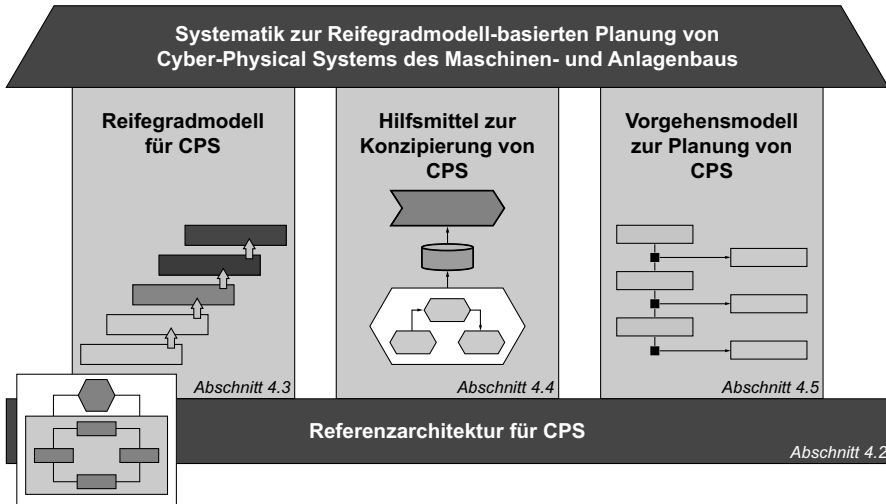 Systematik zur Reifegradmodell-basierten Planung von
Cyber-Physical Systems des Maschinen- und Anlagenbaus
Reifegradmodell
für CPS
Abschnitt 4.3
Hilfsmittel zur
Konzipierung von
CPS
Abschnitt 4.4
Vorgehensmodell
zur Planung von
CPS
Abschnitt 4.5
Referenzarchitektur für CPS
Abschnitt 4.2